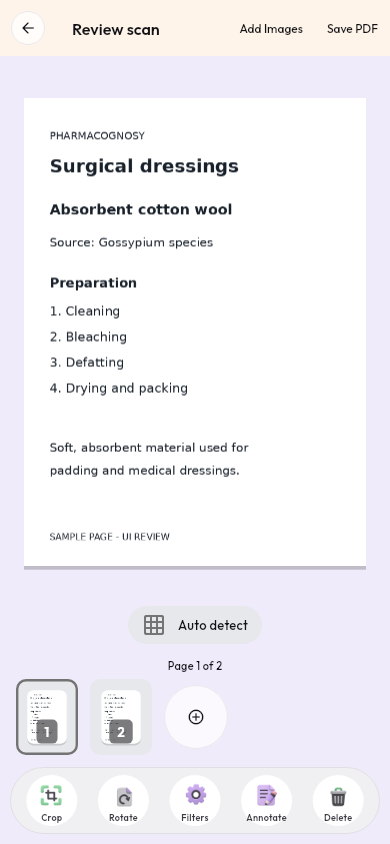 Review scan
Add Images
Save PDF
PHARMACOGNOSY
Surgical dressings
Absorbent cotton wool
Source: Gossypium species
Preparation
1. Cleaning
2. Bleaching
3. Defatting
4. Drying and packing
Soft, absorbent material used for
padding and medical dressings.
SAMPLE PAGE - UI REVIEW
Auto detect
Page 1 of 2
1
2
Crop
Rotate
Filters
Annotate
Delete